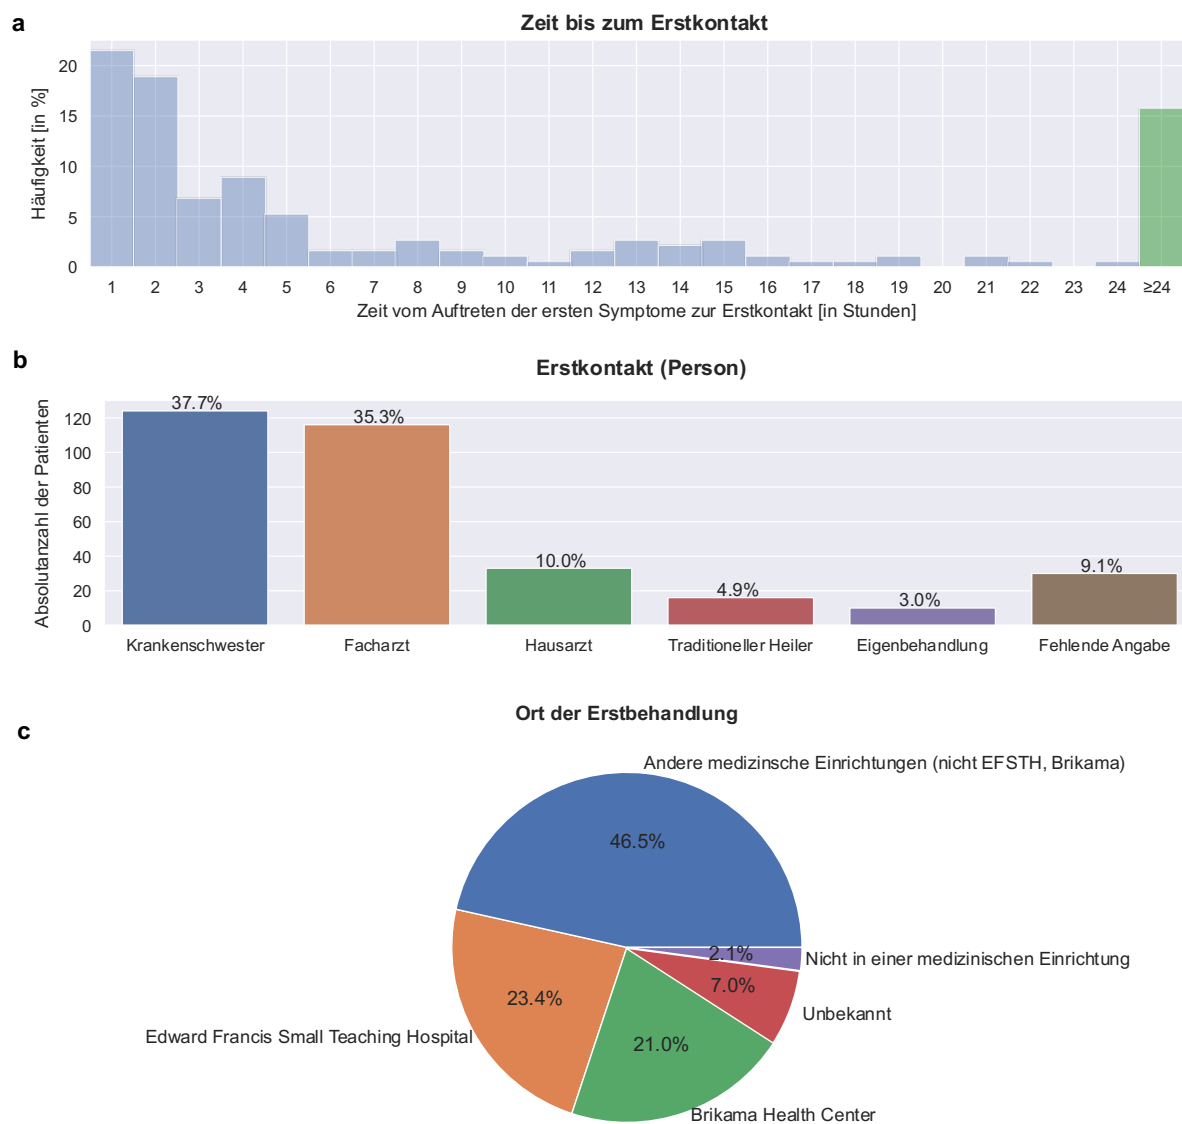 a
Zeit bis zum Erstkontakt
Häufigkeit [in %]
20
15
10
5
0
1 2 3 4 5 6 7 8 9 10 11 12 13 14 15 16 17 18 19 20 21 22 23 24 ≥24
Zeit vom Auftreten der ersten Symptome zur Erstkontakt [in Stunden]
b
Erstkontakt (Person)
Absolutanzahl der Patienten
120
100
80
60
40
20
0
37.7% 35.3% 10.0% 4.9% 3.0% 9.1%
Krankenschwester Facharzt Hausarzt Traditioneller Heiler Eigenbehandlung Fehlende Angabe
c
Ort der Erstbehandlung
Andere medizinsche Einrichtungen (nicht EFSTH, Brikama)
46.5%
2.1%
Nicht in einer medizinischen Einrichtung
7.0%
Unbekannt
23.4%
Edward Francis Small Teaching Hospital
21.0%
Brikama Health Center